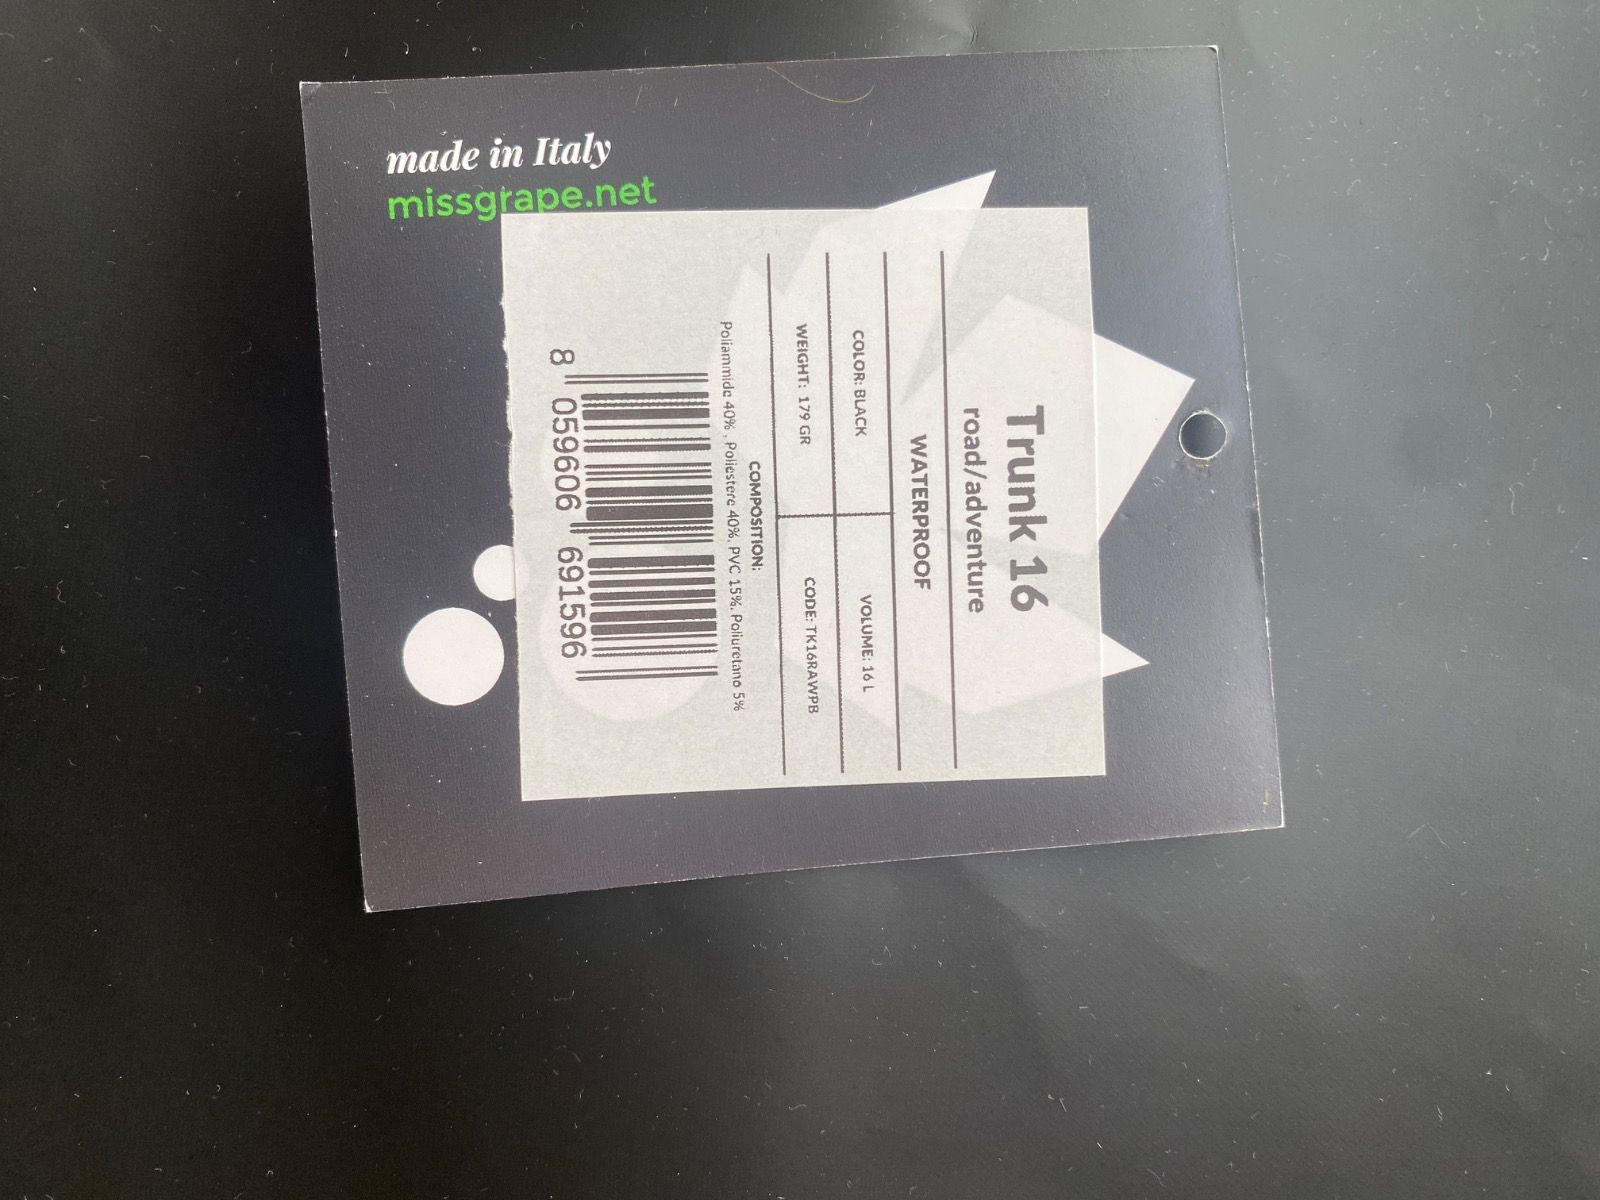 made in Italy
missgrape.net
Trunk 16
road/adventure
WATERPROOF
COLOR: BLACK
VOLUME: 16 L
WEIGHT: 179 GR
CODE: TK16RAWPB
COMPOSITION:
Poliammide 40% , Poliestere 40%, PVC 15%, Poliuretano 5%
8 059606 691596